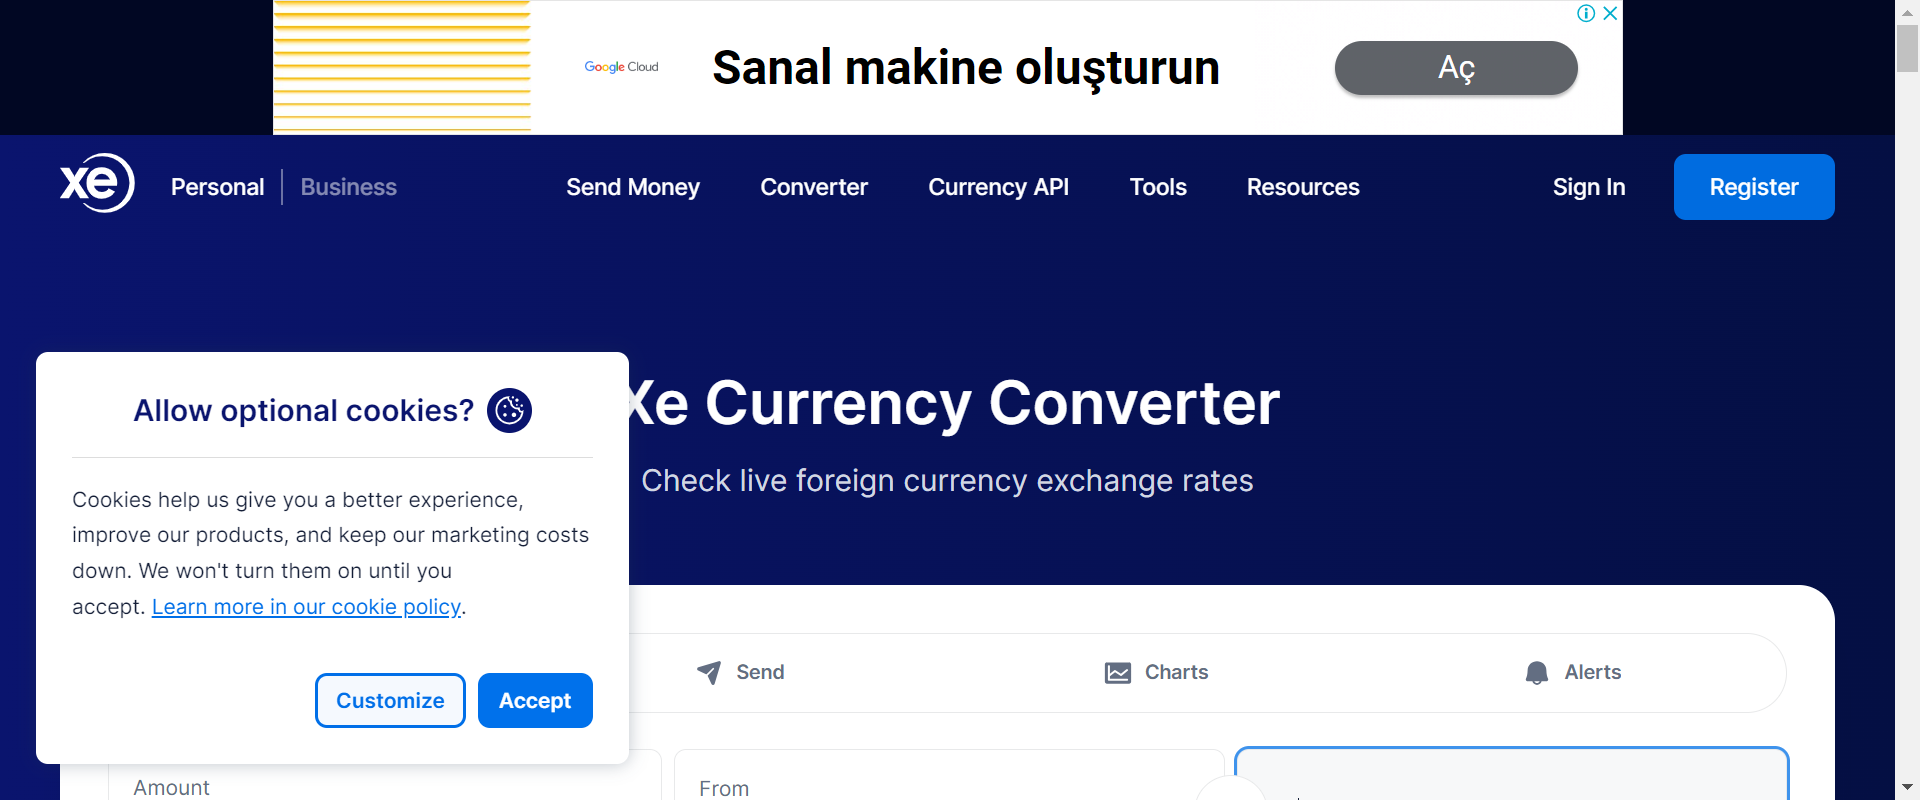 Google Cloud
Sanal makine oluşturun
Aç
xe
Personal
Business
Send Money
Converter
Currency API
Tools
Resources
Sign In
Register
Xe Currency Converter
Check live foreign currency exchange rates
Allow optional cookies?
Cookies help us give you a better experience,
improve our products, and keep our marketing costs
down. We won't turn them on until you
accept. Learn more in our cookie policy.
Customize
Accept
Send
Charts
Alerts
Amount
From